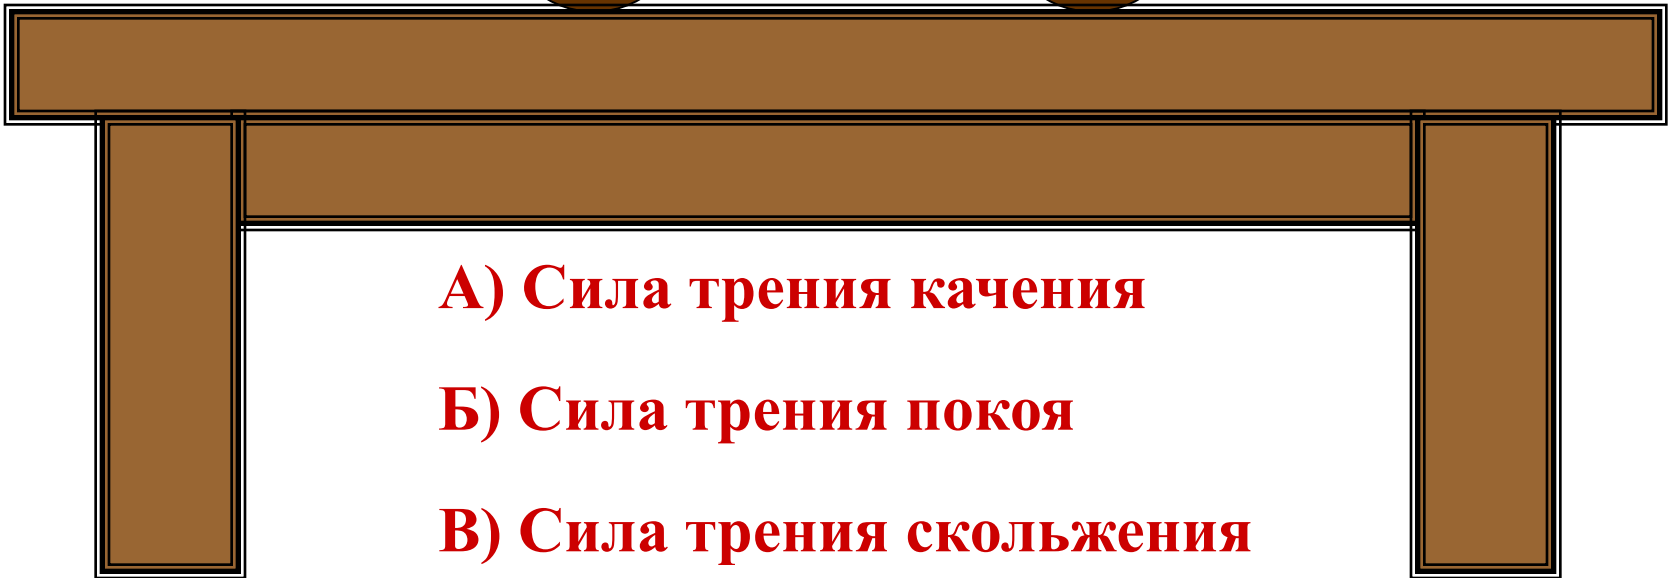 А) Сила трения качения
Б) Сила трения покоя
В) Сила трения скольжения